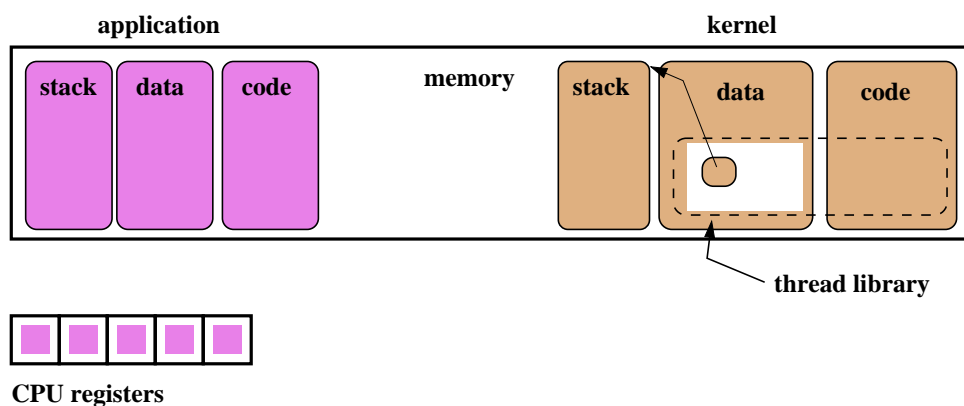 application
kernel
stack
data
code
memory
stack
data
code
thread library
CPU registers